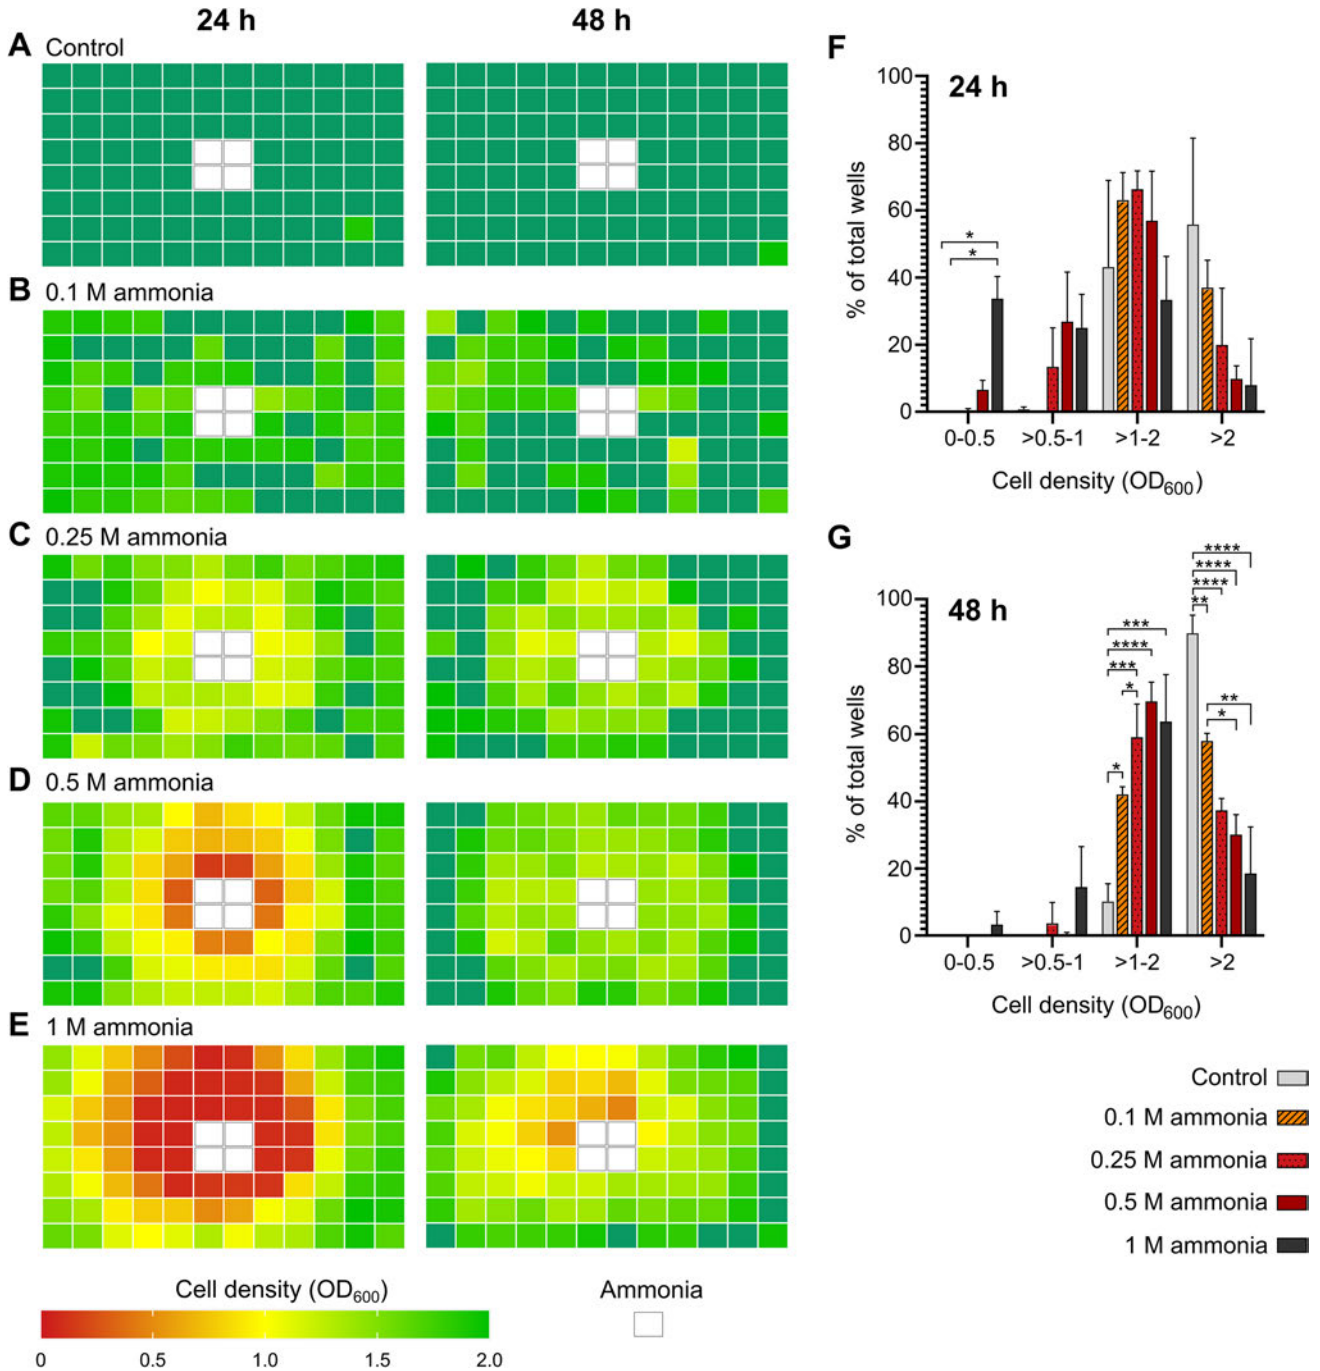 24 h
48 h
A Control
B 0.1 M ammonia
C 0.25 M ammonia
D 0.5 M ammonia
E 1 M ammonia
Cell density (OD600)
0 0.5 1.0 1.5 2.0
Ammonia
F
24 h
% of total wells
100
80
60
40
20
0
* 
*
0-0.5 >0.5-1 >1-2 >2
Cell density (OD600)
G
48 h
% of total wells
100
80
60
40
20
0
***
****
***
*
*
****
****
****
**
**
*
0-0.5 >0.5-1 >1-2 >2
Cell density (OD600)
Control
0.1 M ammonia
0.25 M ammonia
0.5 M ammonia
1 M ammonia